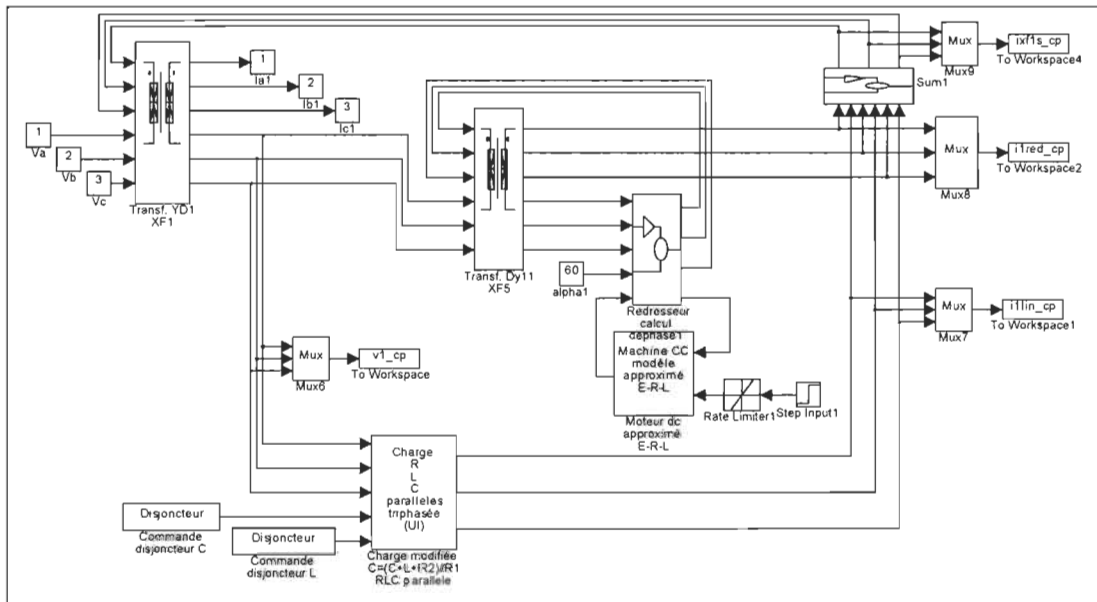 Mux
ixf1s_cp
Mux9
To Workspace4
Sum1
1
Ia1
2
Ib1
3
Ic1
1
Va
2
Vb
3
Vc
Transf. YD1
XF1
Mux
i1red_cp
To Workspace2
Mux8
Transf. Dy11
XF5
60
alpha1
Redresseur
calcul
dephase1
Mux
i1lin_cp
To Workspace1
Mux7
Machine CC
modèle
approximé
E-R-L
Moteur dc
approximé
E-R-L
Rate Limiter1
Step Input1
Mux
v1_cp
To Workspace
Mux6
Charge
R
L
C
paralleles
triphasée
(UI)
Disjoncteur
Commande
disjoncteur C
Disjoncteur
Commande
disjoncteur L
Charge modifiée
C=(C+L+R2)//R1
RLC parallele